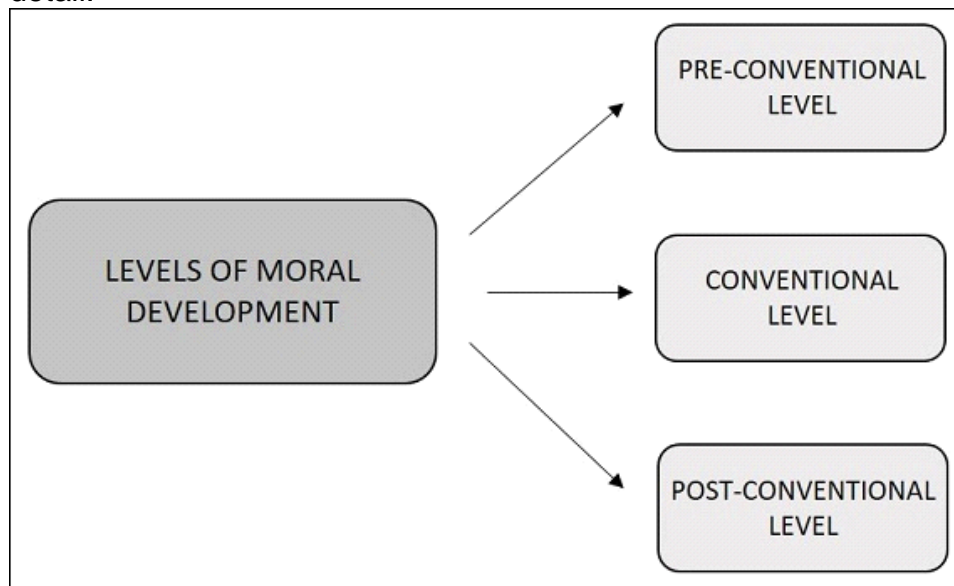 PRE-CONVENTIONAL
LEVEL
LEVELS OF MORAL
DEVELOPMENT
CONVENTIONAL
LEVEL
POST-CONVENTIONAL
LEVEL